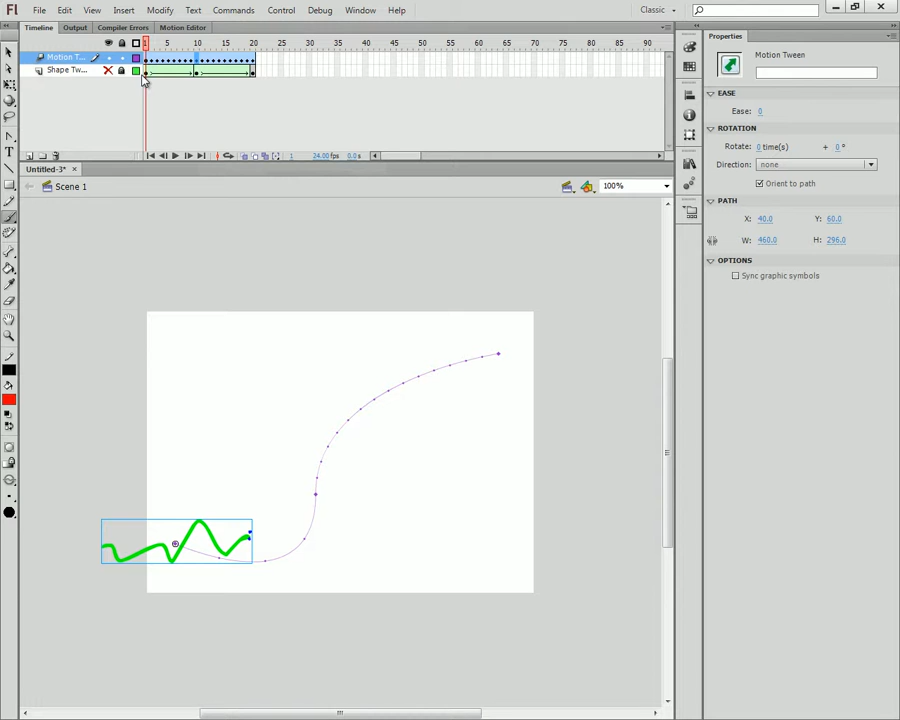 Fl File Edit View Insert Modify Text Commands Control Debug Window Help Classic
Timeline Output Compiler Errors Motion Editor
1 5 10 15 20 25 30 35 40 45 50 55 60 65 70 75 80 85 90
Motion T...
Shape Tw...
1 24.00 fps 0.0 s
Untitled-3* ×
Scene 1 100%
Properties
Motion Tween
EASE
Ease: 0
ROTATION
Rotate: 0 time(s) + 0 °
Direction: none
Orient to path
PATH
X: 40.0 Y: 60.0
W: 460.0 H: 296.0
OPTIONS
Sync graphic symbols